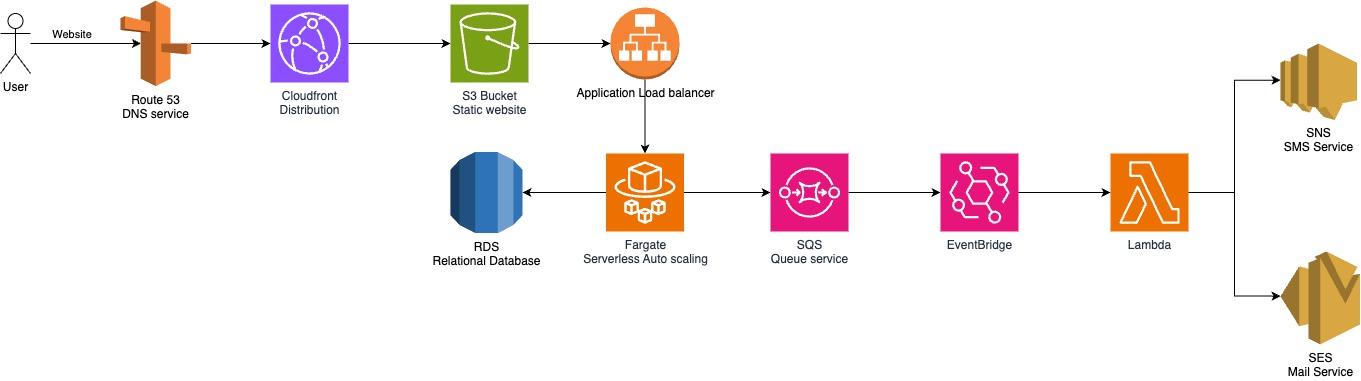 Website
User
Route 53
DNS service
Cloudfront
Distribution
S3 Bucket
Static website
Application Load balancer
SNS
SMS Service
RDS
Relational Database
Fargate
Serverless Auto scaling
SQS
Queue service
EventBridge
Lambda
SES
Mail Service